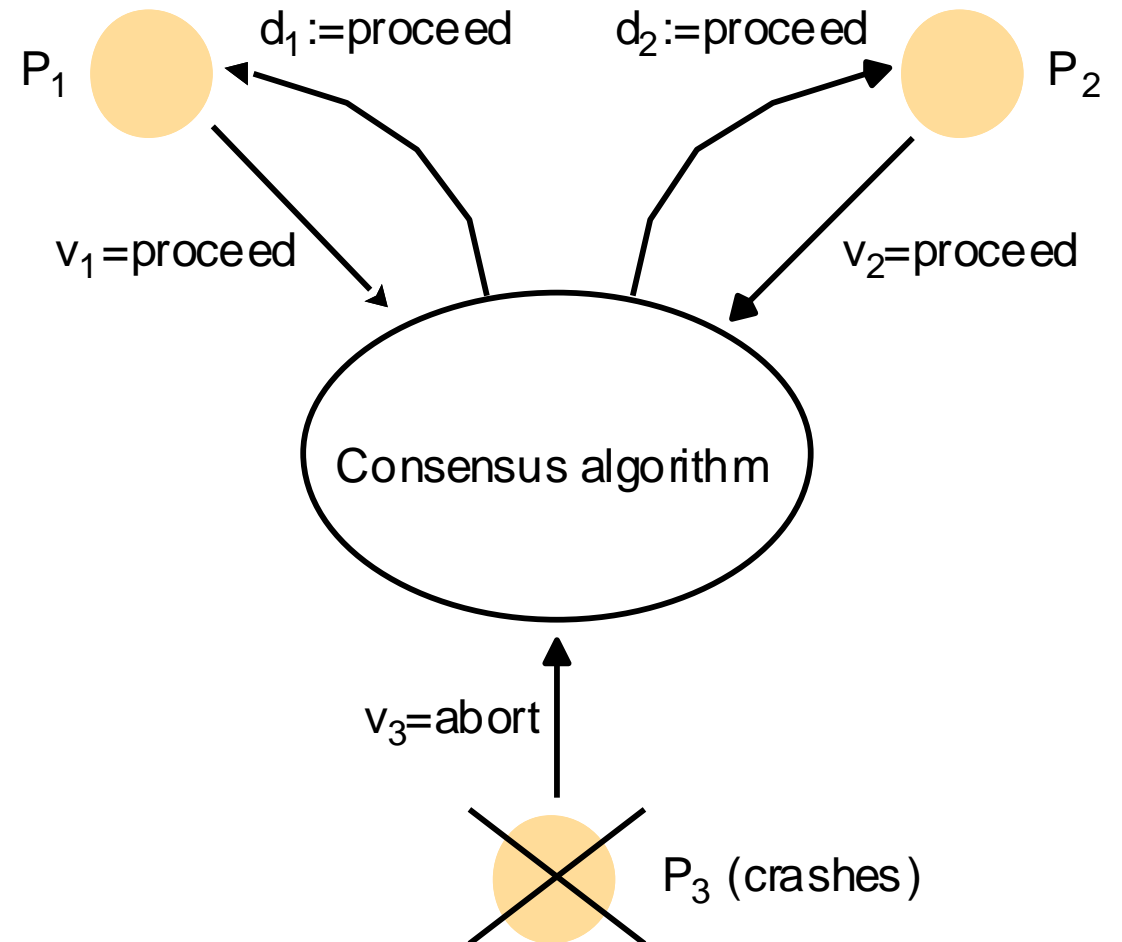 d₁:=proceed
d₂:=proceed
P₁
P₂
v₁=proceed
v₂=proceed
Consensus algorithm
v₃=abort
P₃ (crashes)